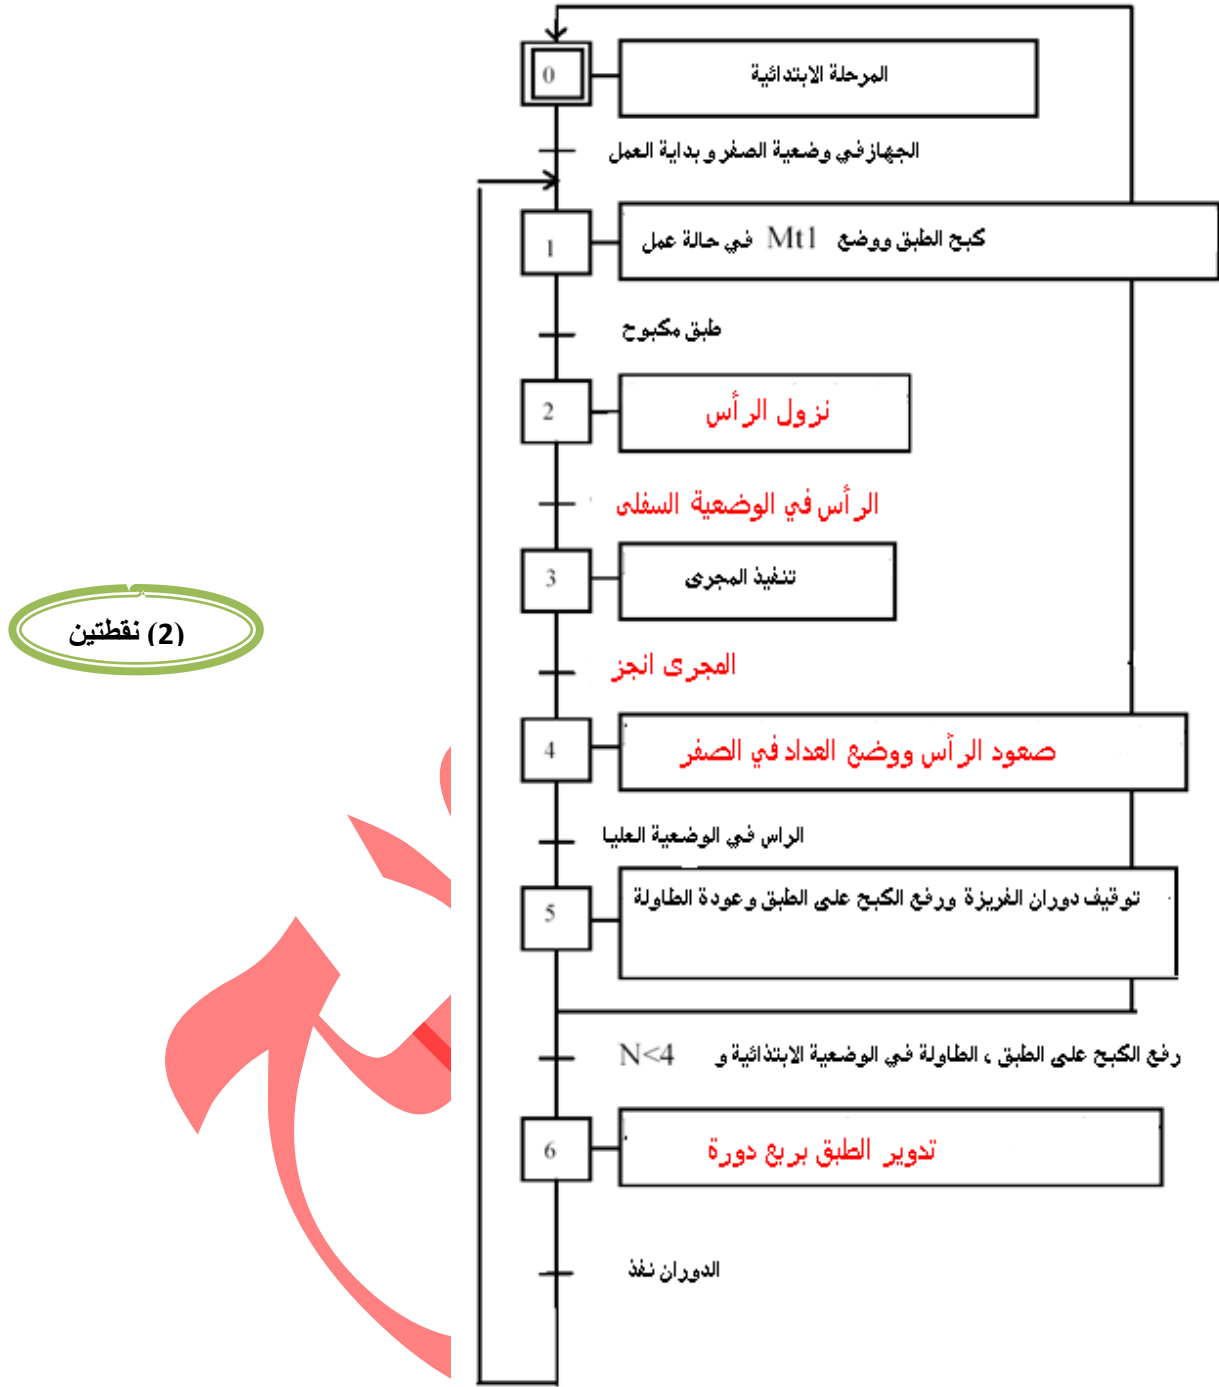 0
المرحلة الابتدائية
الجهاز في وضعية الصفر و بداية العمل
1
كبح الطبق ووضع Mt1 في حالة عمل
طبق مكبوح
2
نزول الرأس
الرأس في الوضعية السفلى
3
تنفيذ المجرى
(2) نقطتين
المجرى انجز
4
صعود الرأس ووضع العداد في الصفر
الراس في الوضعية العليا
5
توقيف دوران الفريزة ورفع الكبح على الطبق وعودة الطاولة
رفع الكبح على الطبق ، الطاولة في الوضعية الابتدائية و N<4
6
تدوير الطبق بربع دورة
الدوران نفذ